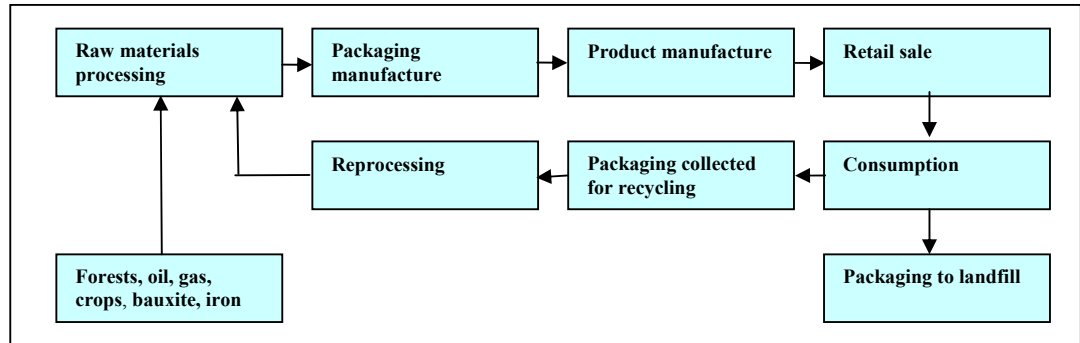 Raw materials
processing
Packaging
manufacture
Product manufacture
Retail sale
Reprocessing
Packaging collected
for recycling
Consumption
Forests, oil, gas,
crops, bauxite, iron
Packaging to landfill